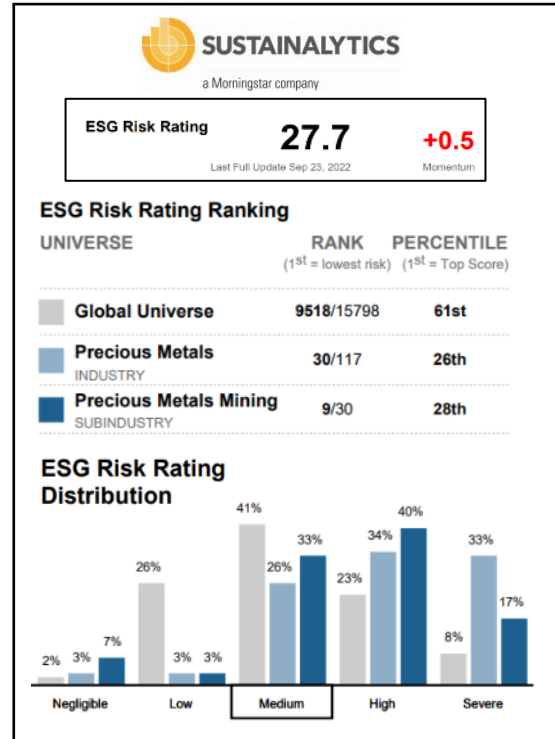 SUSTAINALYTICS
a Morningstar company
ESG Risk Rating 27.7 +0.5
Last Full Update Sep 23, 2022 Momentum
ESG Risk Rating Ranking
UNIVERSE RANK PERCENTILE
(1st = lowest risk) (1st = Top Score)
Global Universe 9518/15798 61st
Precious Metals 30/117 26th
INDUSTRY
Precious Metals Mining 9/30 28th
SUBINDUSTRY
ESG Risk Rating
Distribution
2% 3% 7% 26% 3% 3% 41% 26% 33% 23% 34% 40% 8% 33% 17%
Negligible Low Medium High Severe